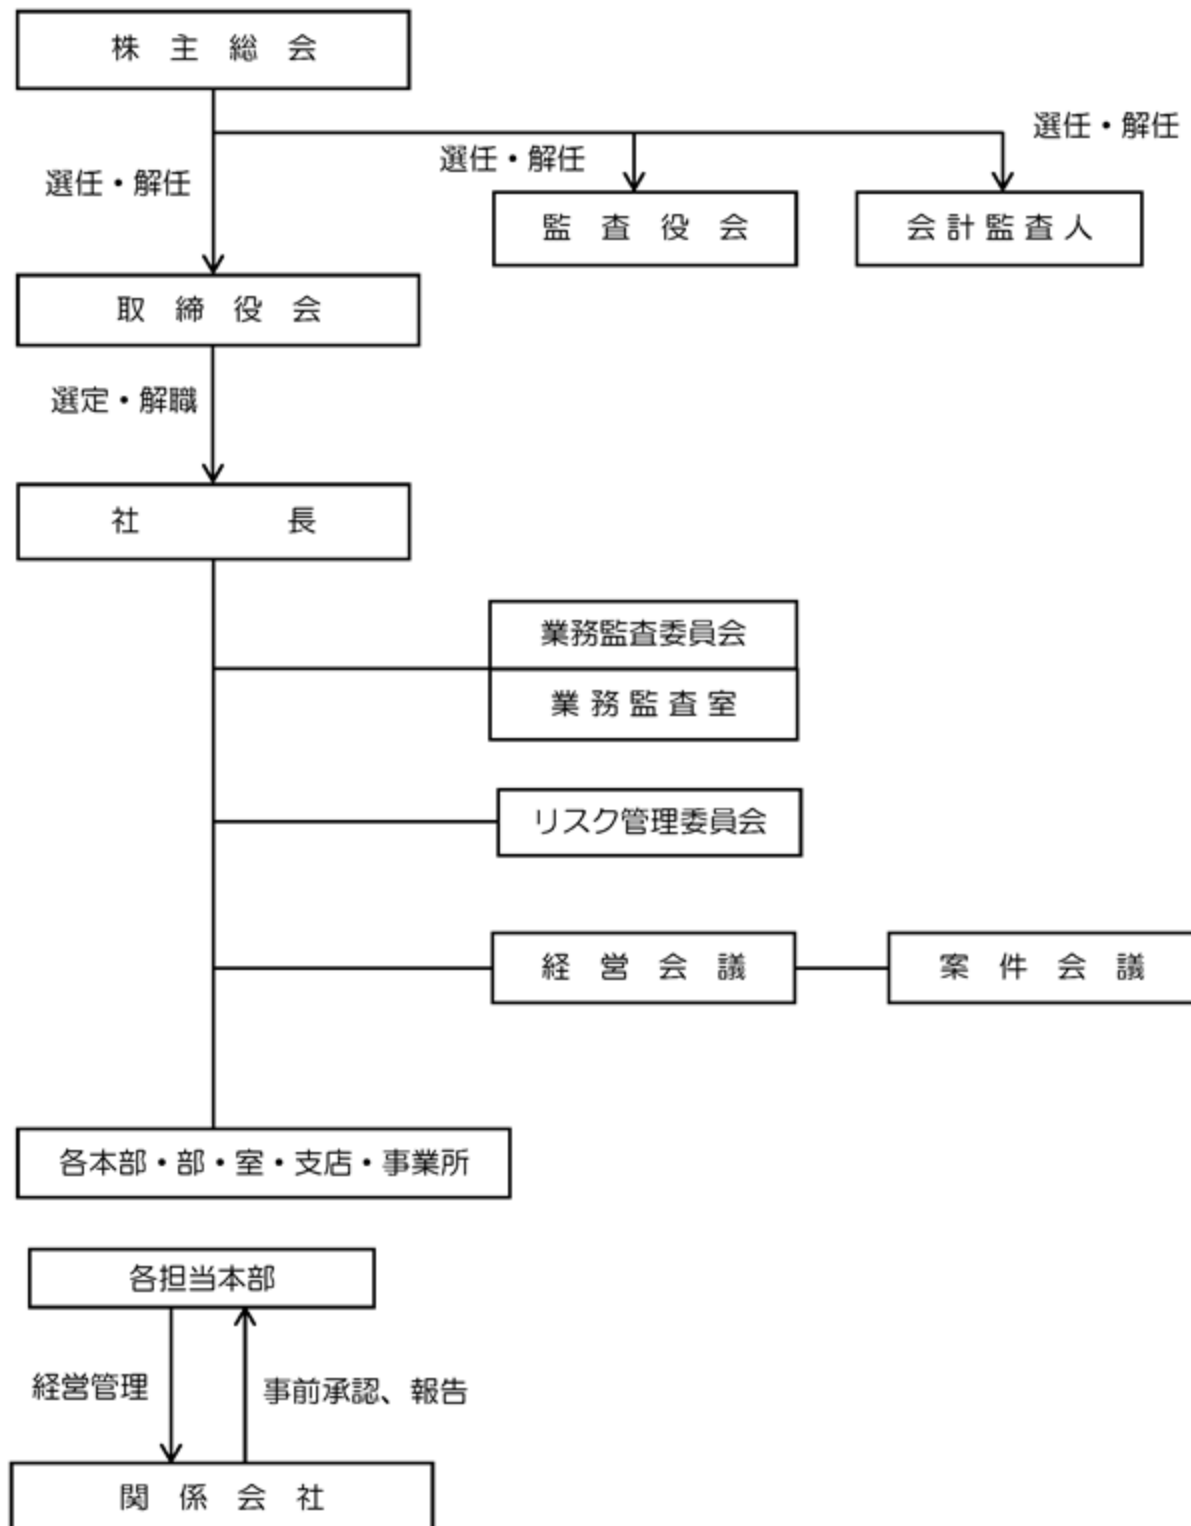 株主総会
選任・解任
選任・解任
選任・解任
監査役会
会計監査人
取締役会
選定・解職
社長
業務監査委員会
業務監査室
リスク管理委員会
経営会議
案件会議
各本部・部・室・支店・事業所
各担当本部
経営管理
事前承認、報告
関係会社